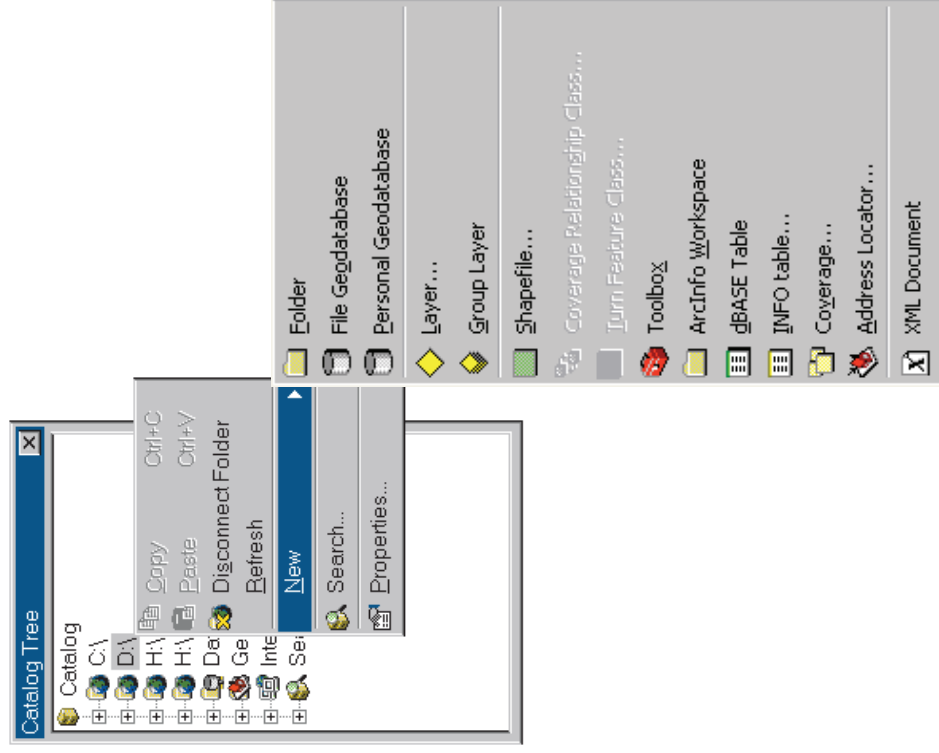 Catalog Tree
Catalog
C:\
D:\
H:\
H:\
Da
Ge
Inte
Sea
Copy Ctrl+C
Paste Ctrl+V
Disconnect Folder
Refresh
New
Search...
Properties...
Folder
File Geodatabase
Personal Geodatabase
Layer...
Group Layer
Shapefile...
Coverage Relationship Class...
Turn Feature Class...
Toolbox
ArcInfo Workspace
dBASE Table
INFO table...
Coverage...
Address Locator...
XML Document